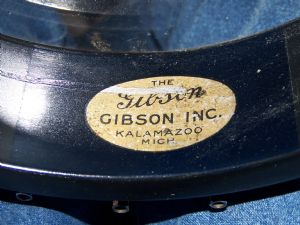 THE
Gibson
GIBSON INC.
KALAMAZOO
MICH